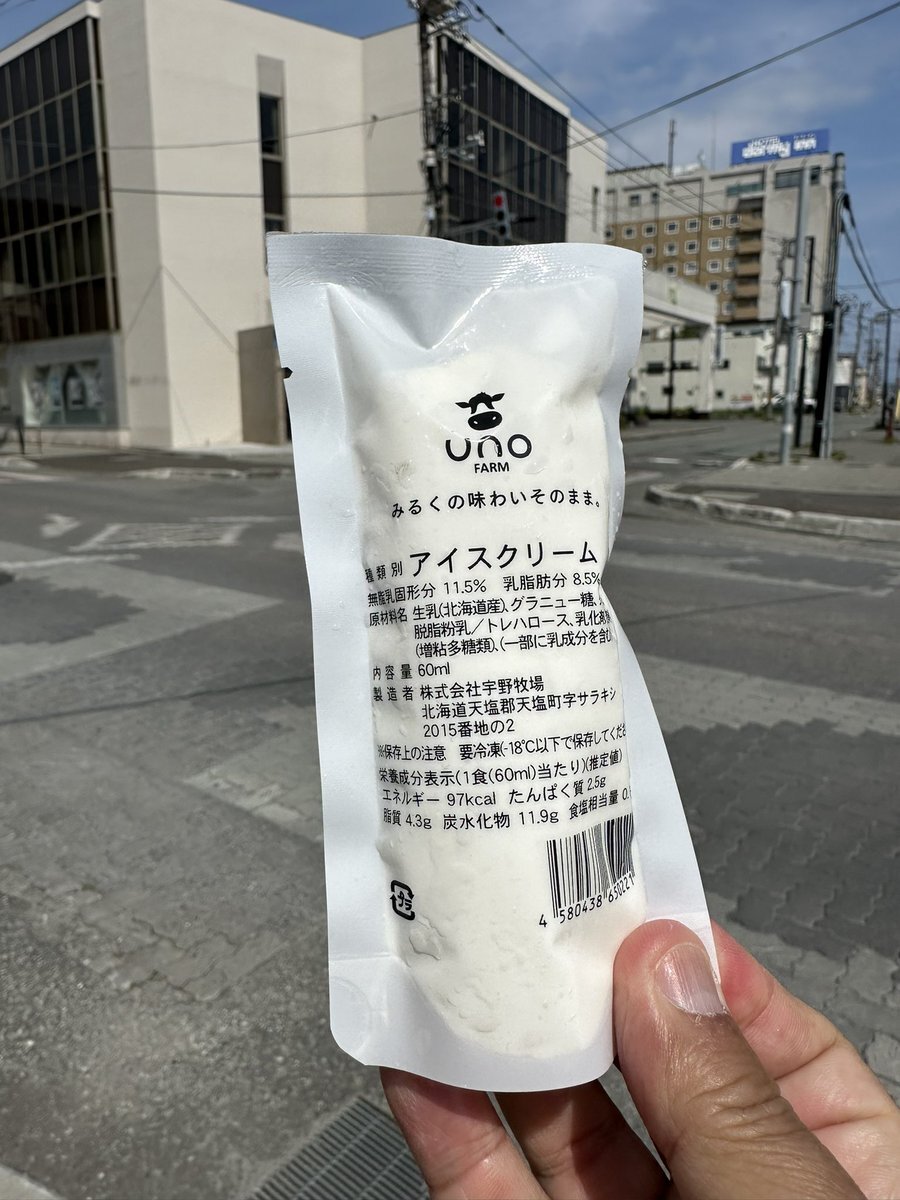 uno
FARM
みるくの味わいそのまま。
種類別 アイスクリーム
無脂乳固形分 11.5% 乳脂肪分 8.5%
原材料名 生乳(北海道産)、グラニュー糖、
脱脂粉乳/トレハロース、乳化
(増粘多糖類)、(一部に乳成分を含
内容量 60ml
製造者 株式会社宇野牧場
北海道天塩郡天塩町字サラキシ
2015番地の2
※保存上の注意 要冷凍(-18℃以下で保存してくだ
栄養成分表示(1食(60ml)当たり)(推定値)
エネルギー 97kcal たんぱく質 2.5g
脂質 4.3g 炭水化物 11.9g 食塩相当量 0.
プラ
4 580438 650221